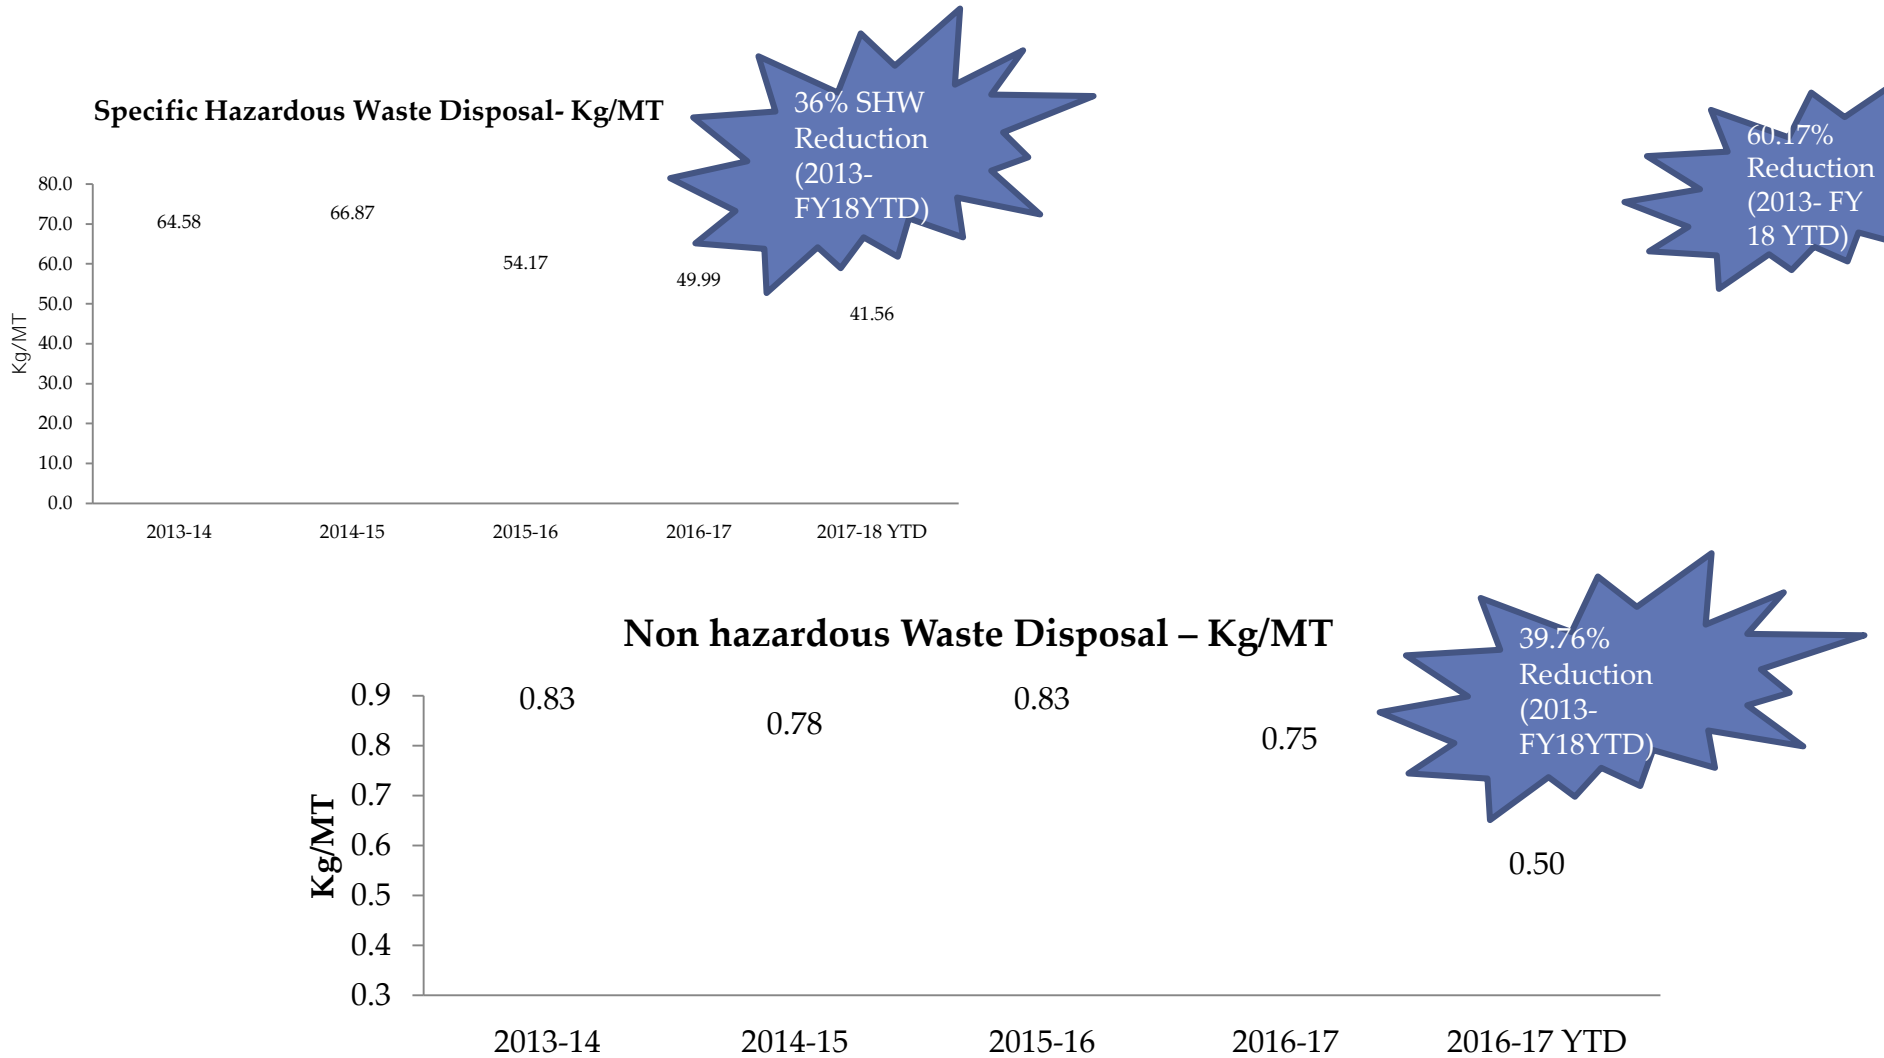 Specific Hazardous Waste Disposal- Kg/MT
36% SHW
Reduction
(2013-
FY18YTD)
60.17%
Reduction
(2013- FY
18 YTD)
80.0
70.0
60.0
50.0
40.0
30.0
20.0
10.0
0.0
Kg/MT
64.58
66.87
54.17
49.99
41.56
2013-14
2014-15
2015-16
2016-17
2017-18 YTD
Non hazardous Waste Disposal – Kg/MT
39.76%
Reduction
(2013-
FY18YTD)
0.9
0.8
0.7
0.6
0.5
0.4
0.3
Kg/MT
0.83
0.78
0.83
0.75
0.50
2013-14
2014-15
2015-16
2016-17
2016-17 YTD